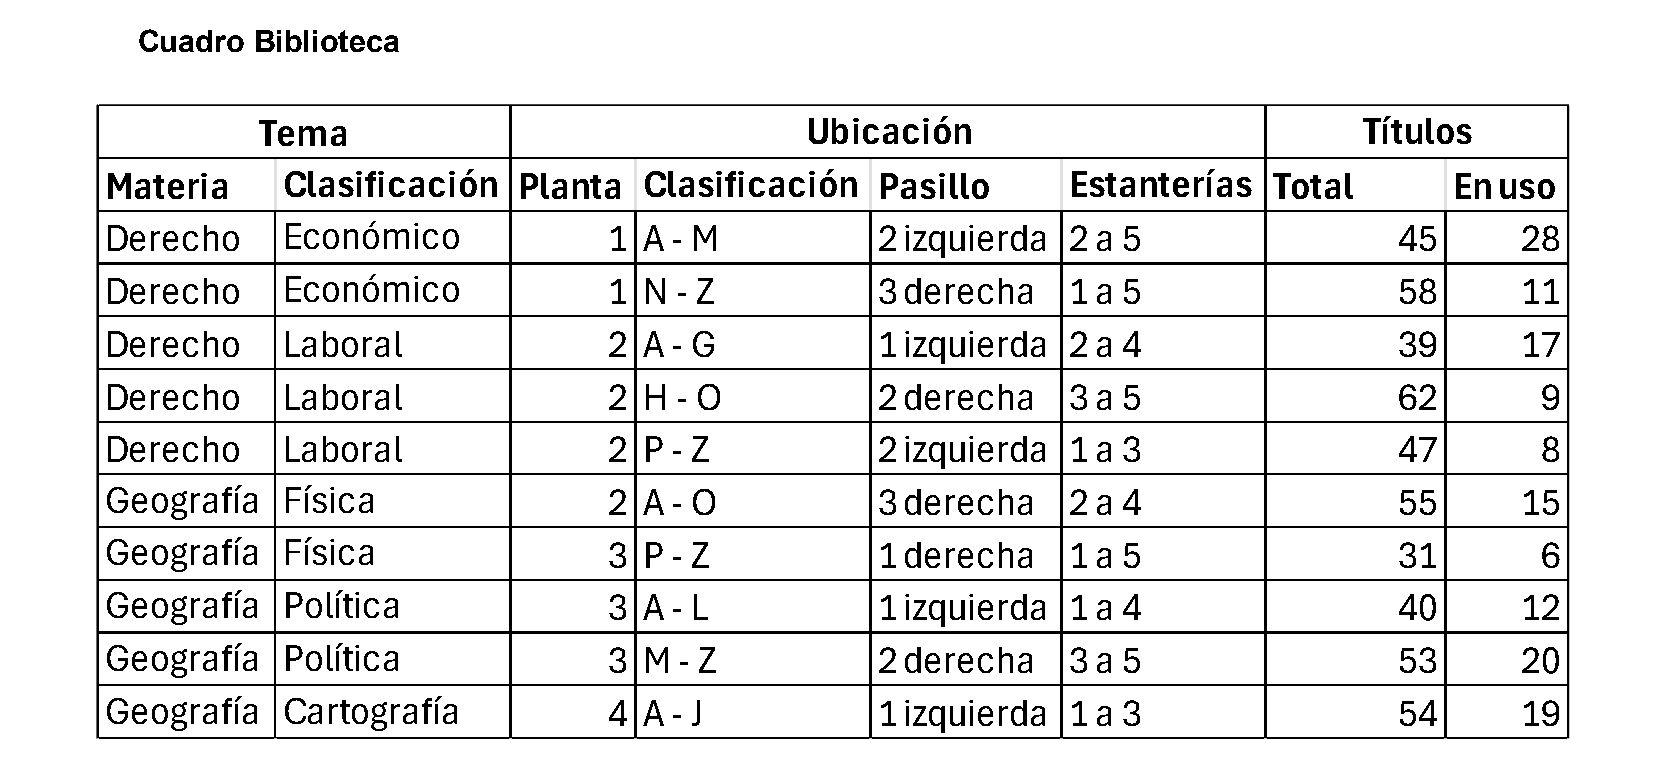 Cuadro Biblioteca
Tema Ubicación Títulos
Materia Clasificación Planta Clasificación Pasillo Estanterías Total En uso
Derecho Económico 1 A - M 2 izquierda 2 a 5 45 28
Derecho Económico 1 N - Z 3 derecha 1 a 5 58 11
Derecho Laboral 2 A - G 1 izquierda 2 a 4 39 17
Derecho Laboral 2 H - O 2 derecha 3 a 5 62 9
Derecho Laboral 2 P - Z 2 izquierda 1 a 3 47 8
Geografía Física 2 A - O 3 derecha 2 a 4 55 15
Geografía Física 3 P - Z 1 derecha 1 a 5 31 6
Geografía Política 3 A - L 1 izquierda 1 a 4 40 12
Geografía Política 3 M - Z 2 derecha 3 a 5 53 20
Geografía Cartografía 4 A - J 1 izquierda 1 a 3 54 19